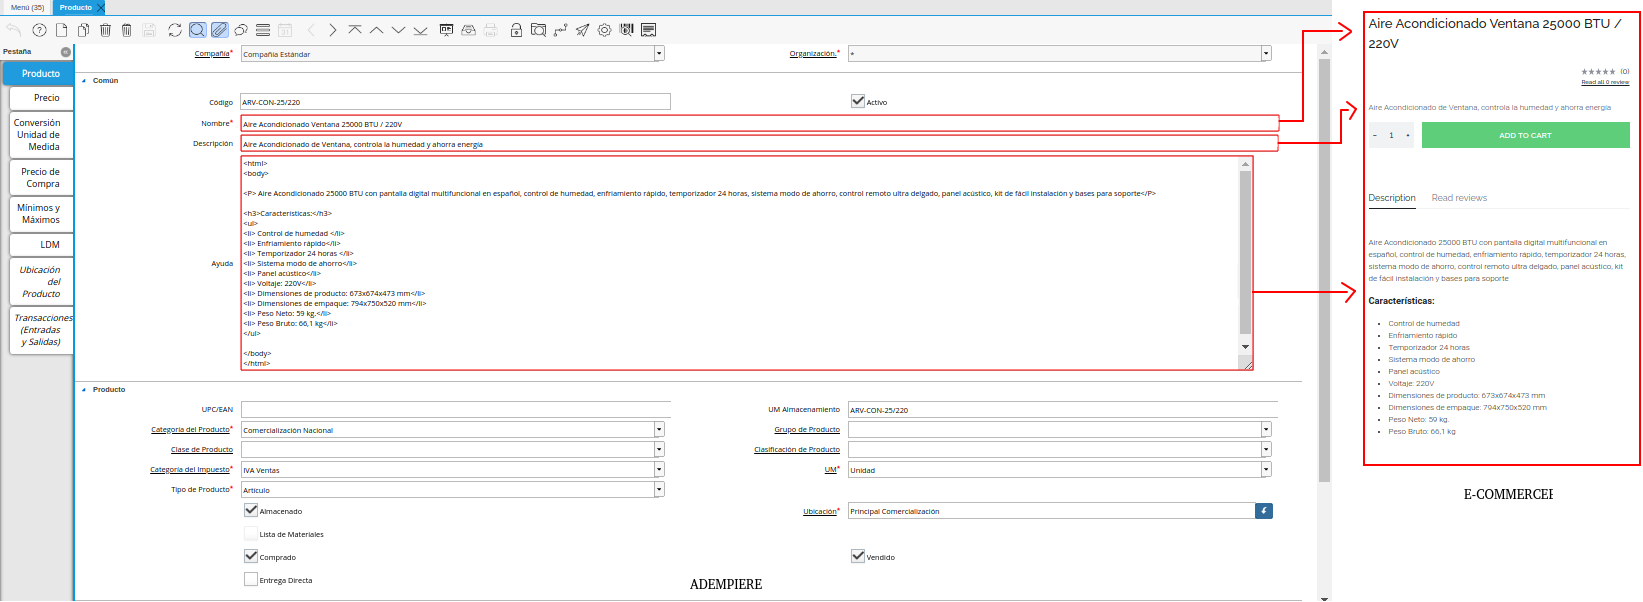 Menú (35) Producto
Pestaña
Producto
Precio
Conversión
Unidad de
Medida
Precio de
Compra
Mínimos y
Máximos
LDM
Ubicación
del
Producto
Transacciones
(Entradas
y Salidas)
Compañía* Compañía Estándar Organización.* *
Común
Código ARV-CON-25/220 Activo
Nombre* Aire Acondicionado Ventana 25000 BTU / 220V
Descripción Aire Acondicionado de Ventana, controla la humedad y ahorra energía
Ayuda
<html>
<body>
<P> Aire Acondicionado 25000 BTU con pantalla digital multifuncional en español, control de humedad, enfriamiento rápido, temporizador 24 horas, sistema modo de ahorro, control remoto ultra delgado, panel acústico, kit de fácil instalación y bases para soporte</P>
<h3>Características:</h3>
<ul>
<li> Control de humedad </li>
<li> Enfriamiento rápido</li>
<li> Temporizador 24 horas </li>
<li> Sistema modo de ahorro</li>
<li> Panel acústico</li>
<li> Voltaje: 220V</li>
<li> Dimensiones de producto: 673x674x473 mm</li>
<li> Dimensiones de empaque: 794x750x520 mm</li>
<li> Peso Neto: 59 kg.</li>
<li> Peso Bruto: 66,1 kg</li>
</ul>
</body>
</html>
Producto
UPC/EAN UM Almacenamiento ARV-CON-25/220
Categoría del Producto* Comercialización Nacional Grupo de Producto
Clase de Producto Clasificación de Producto
Categoría del Impuesto* IVA Ventas UM* Unidad
Tipo de Producto* Artículo
Almacenado Ubicación* Principal Comercialización
Lista de Materiales
Comprado Vendido
Entrega Directa
ADEMPIERE
Aire Acondicionado Ventana 25000 BTU /
220V
★★★★★ (0)
Read all 0 review
Aire Acondicionado de Ventana, controla la humedad y ahorra energía
- 1 + ADD TO CART
Description Read reviews
Aire Acondicionado 25000 BTU con pantalla digital multifuncional en
español, control de humedad, enfriamiento rápido, temporizador 24 horas,
sistema modo de ahorro, control remoto ultra delgado, panel acústico, kit
de fácil instalación y bases para soporte
Características:
• Control de humedad
• Enfriamiento rápido
• Temporizador 24 horas
• Sistema modo de ahorro
• Panel acústico
• Voltaje: 220V
• Dimensiones de producto: 673x674x473 mm
• Dimensiones de empaque: 794x750x520 mm
• Peso Neto: 59 kg.
• Peso Bruto: 66,1 kg
E-COMMERCE